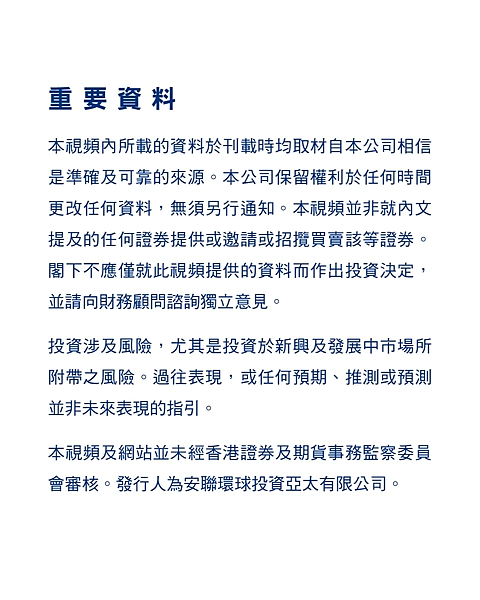 重要資料
本視頻內所載的資料於刊載時均取材自本公司相信
是準確及可靠的來源。本公司保留權利於任何時間
更改任何資料，無須另行通知。本視頻並非就內文
提及的任何證券提供或邀請或招攬買賣該等證券。
閣下不應僅就此視頻提供的資料而作出投資決定，
並請向財務顧問諮詢獨立意見。
投資涉及風險，尤其是投資於新興及發展中市場所
附帶之風險。過往表現，或任何預期、推測或預測
並非未來表現的指引。
本視頻及網站並未經香港證券及期貨事務監察委員
會審核。發行人為安聯環球投資亞太有限公司。